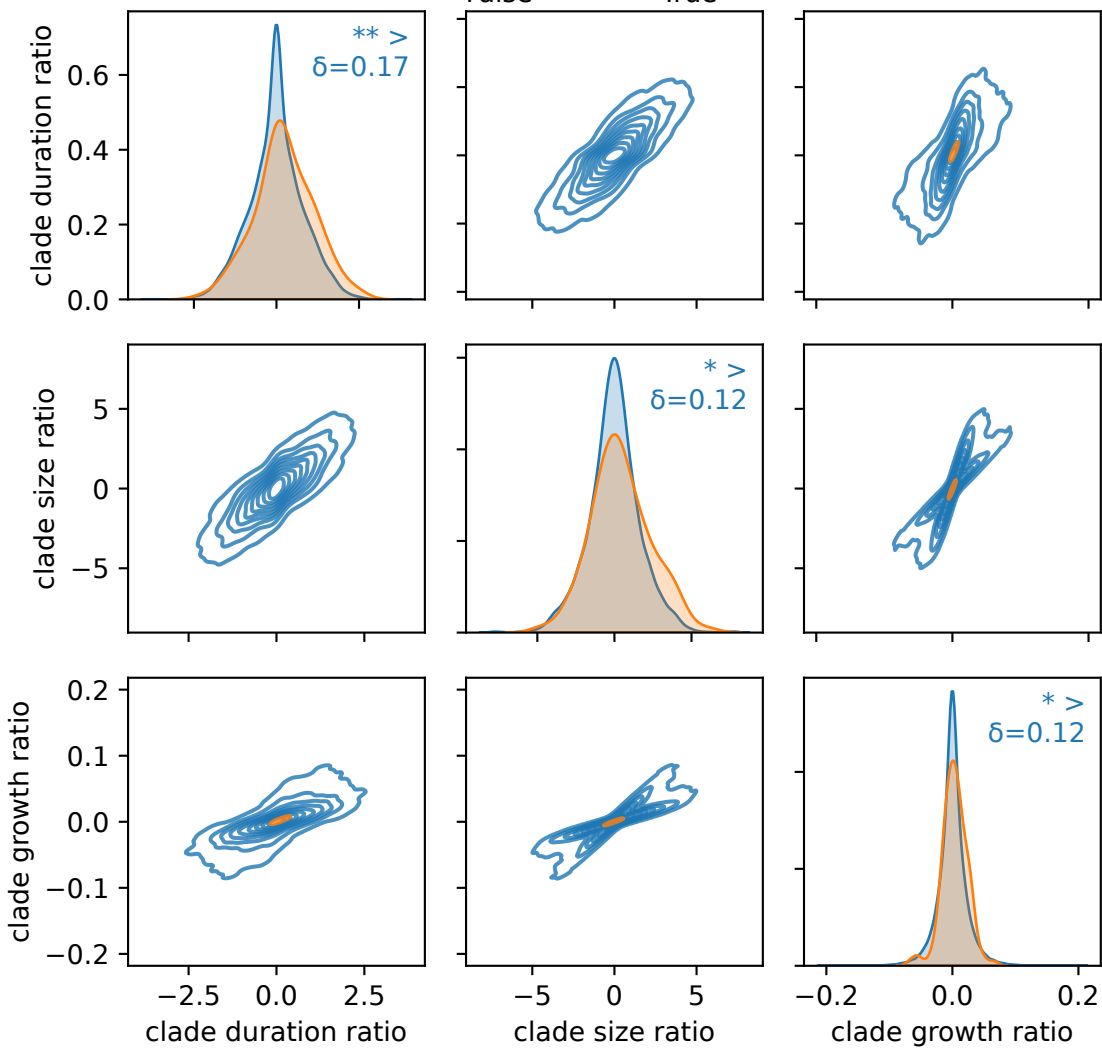 True
clade duration ratio
0.6
0.4
0.2
0.0
** >
δ=0.17
clade size ratio
5
0
−5
* >
δ=0.12
clade growth ratio
0.2
0.1
0.0
−0.1
−0.2
* >
δ=0.12
−2.5 0.0 2.5
−5 0 5
−0.2 0.0 0.2
clade duration ratio
clade size ratio
clade growth ratio